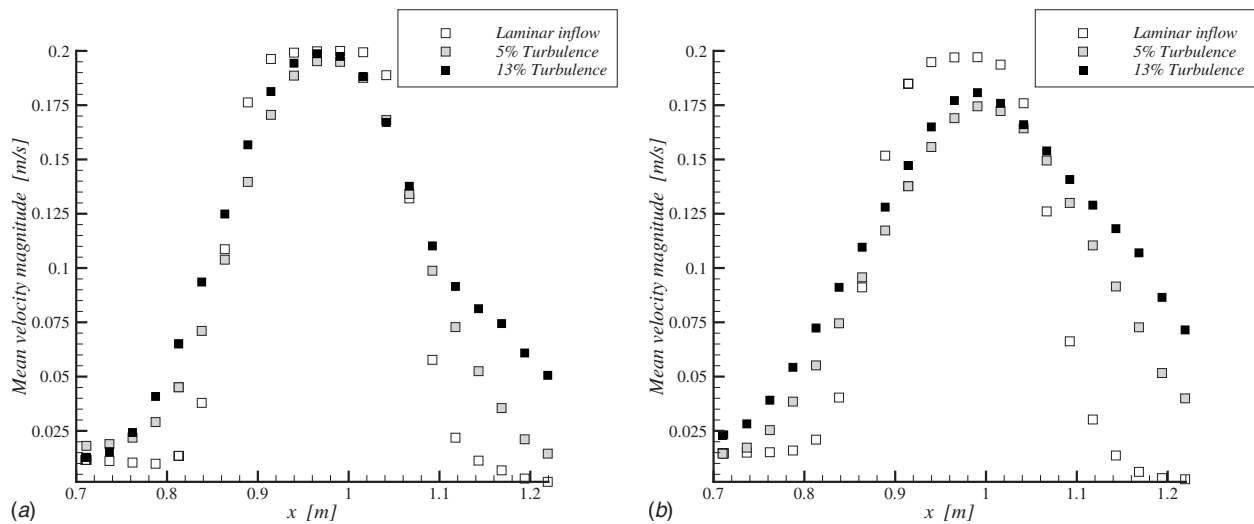 Laminar inflow
5% Turbulence
13% Turbulence
0.2
0.175
0.15
0.125
0.1
0.075
0.05
0.025
Mean velocity magnitude [m/s]
0.7 0.8 0.9 1 1.1 1.2
x [m]
(a)
Laminar inflow
5% Turbulence
13% Turbulence
0.2
0.175
0.15
0.125
0.1
0.075
0.05
0.025
Mean velocity magnitude [m/s]
0.7 0.8 0.9 1 1.1 1.2
x [m]
(b)